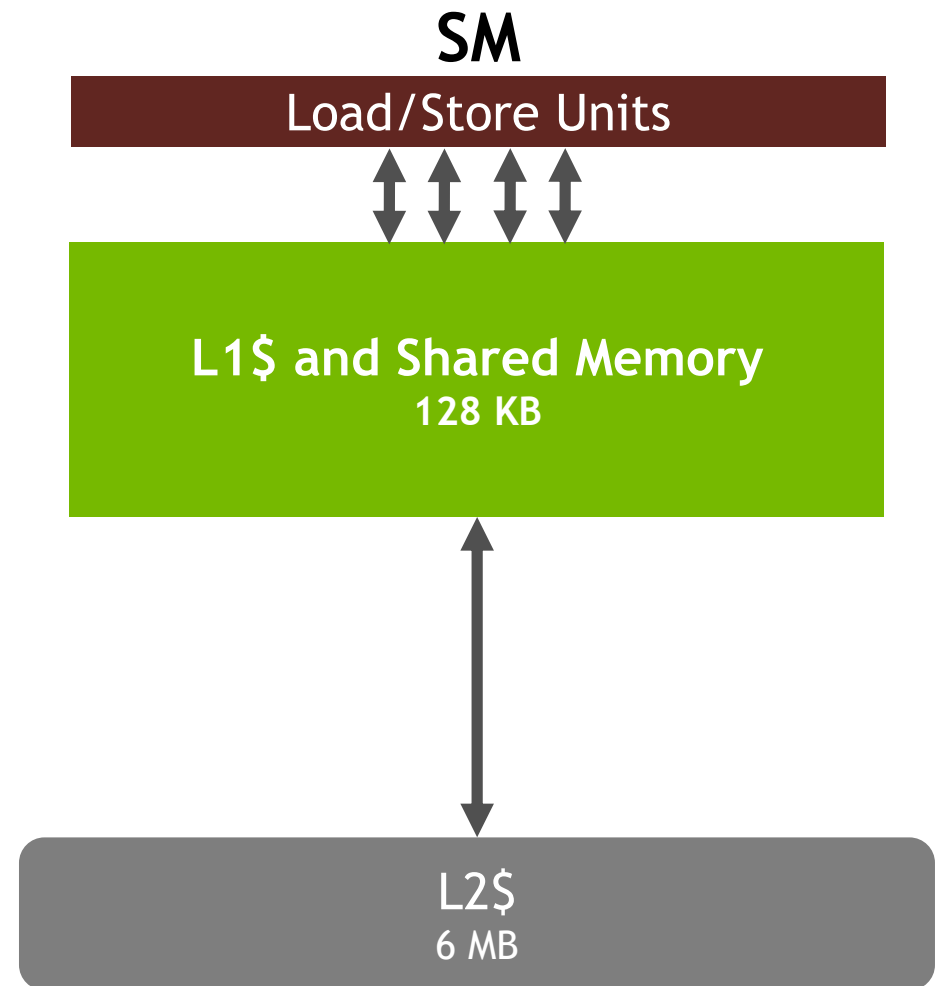 SM
Load/Store Units
L1$ and Shared Memory
128 KB
L2$
6 MB